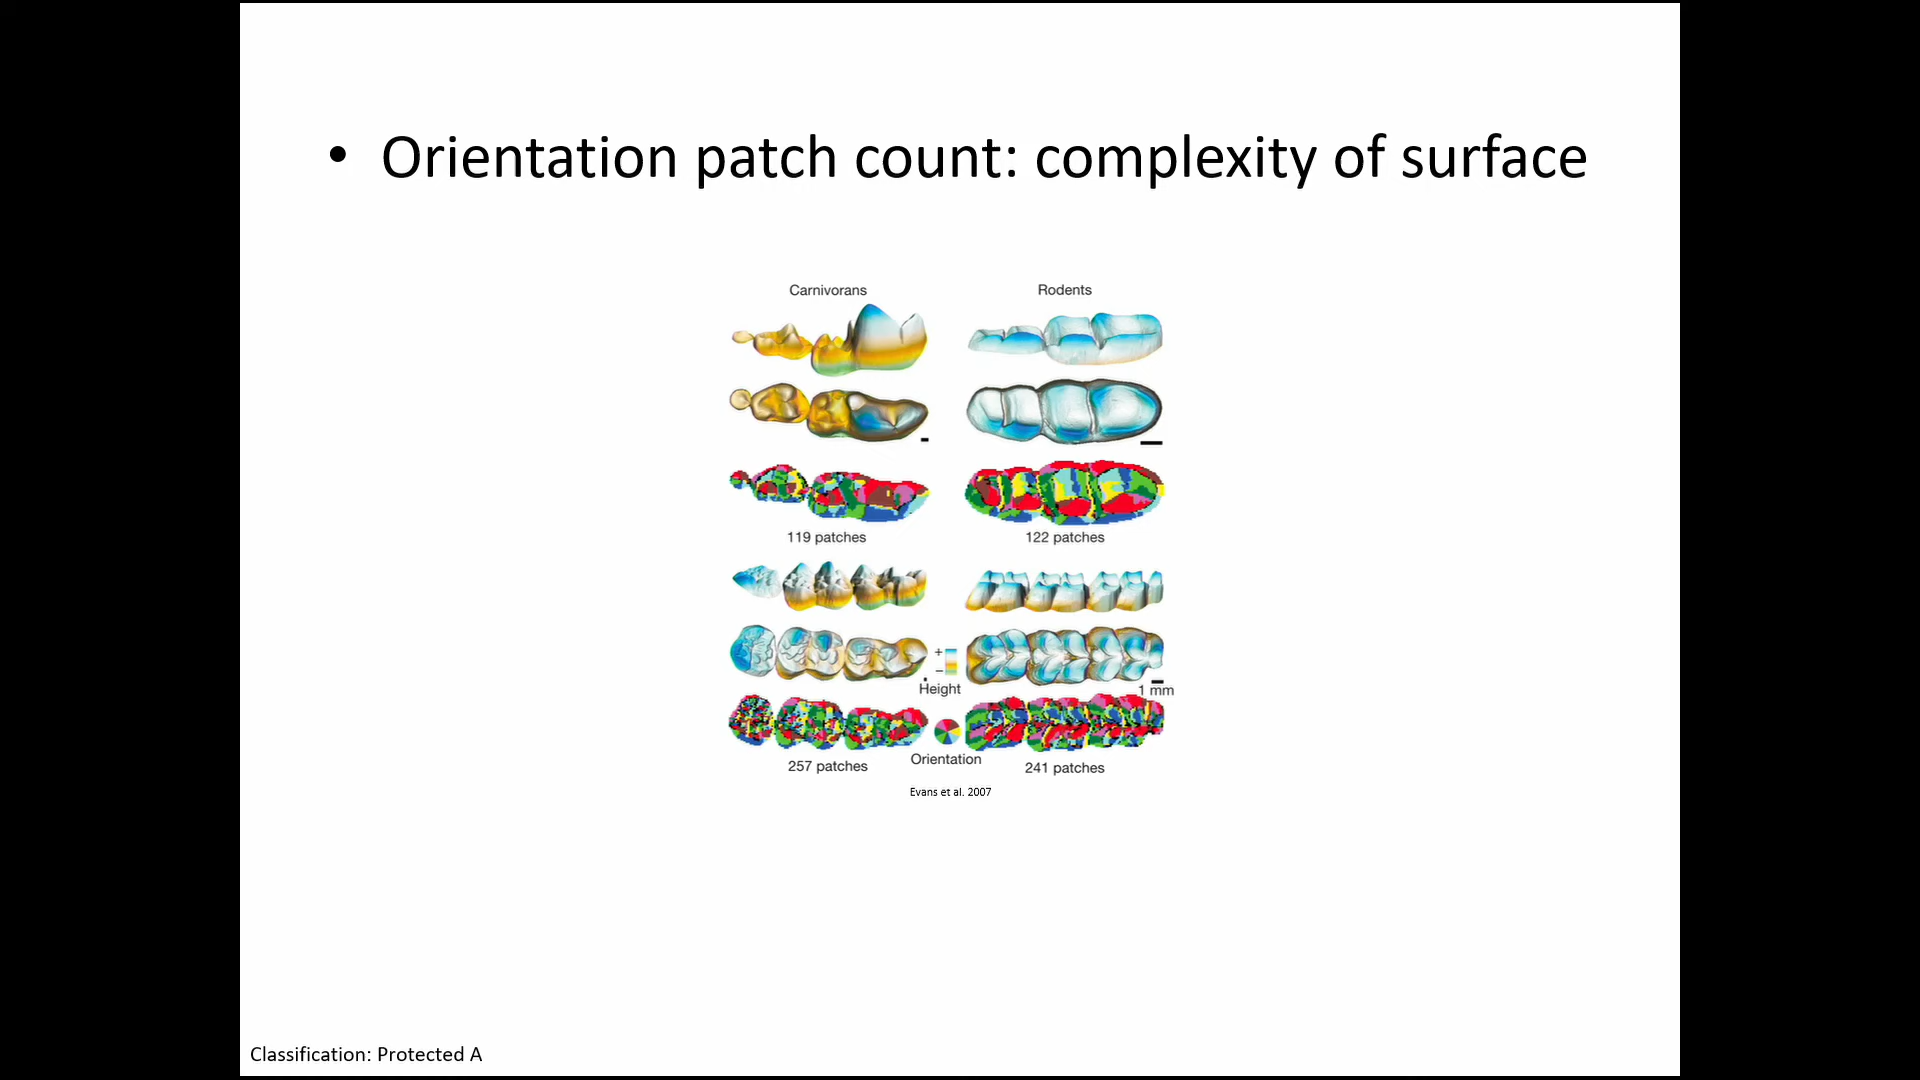 • Orientation patch count: complexity of surface
Carnivorans
Rodents
119 patches
122 patches
+
−
Height
1 mm
Orientation
257 patches
241 patches
Evans et al. 2007
Classification: Protected A